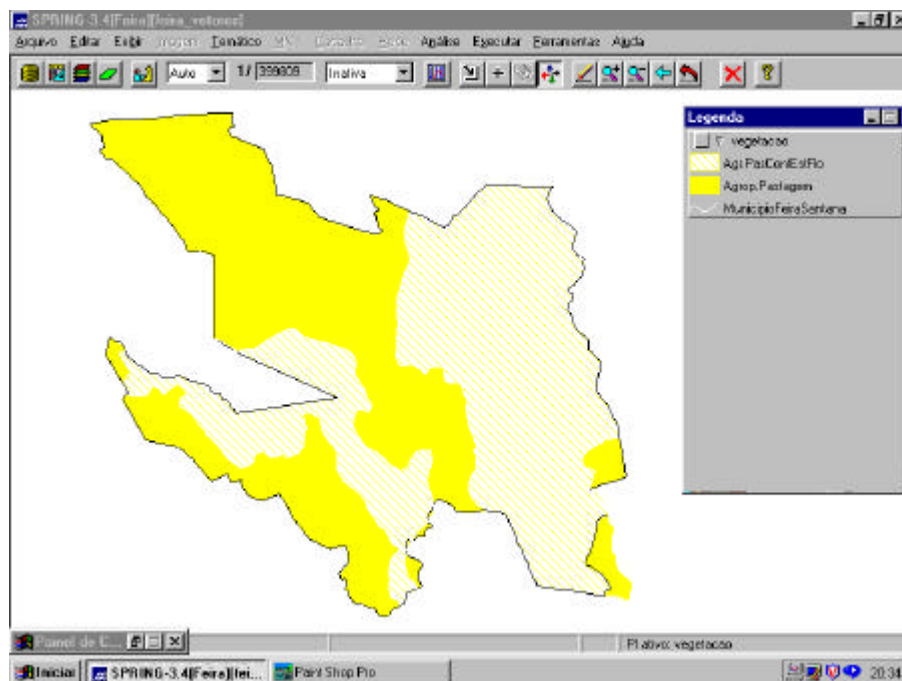 SPRING-3.4[Feira][feira_vetores]
Arquivo Editar Exibir Imagem Temático MNT Cadastro Rede Análise Executar Ferramentas Ajuda
Auto 1/ 399809 Inativa
Legenda
vegetacao
Agr.PasContEstFlo
Agrop.Pastagem
MunicipioFeiraSantana
Painel de C...
PI ativo: vegetacao
Iniciar SPRING-3.4[Feira][fei... Paint Shop Pro 20:34